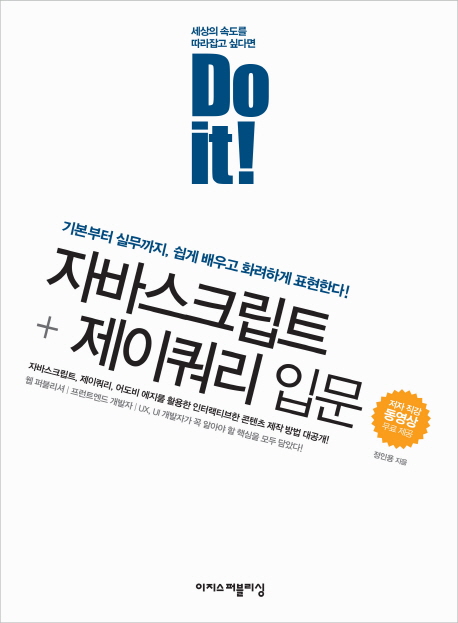 세상의 속도를
따라잡고 싶다면
Do
it!
기본부터 실무까지, 쉽게 배우고 화려하게 표현한다!
자바스크립트
+ 제이쿼리 입문
자바스크립트, 제이쿼리, 어도비 에지를 활용한 인터랙티브한 콘텐츠 제작 방법 대공개!
웹 퍼블리셔 | 프런트엔드 개발자 | UX, UI 개발자가 꼭 알아야 할 핵심을 모두 담았다!
저자 직강
동영상
무료 제공
정인용 지음
이지스퍼블리싱